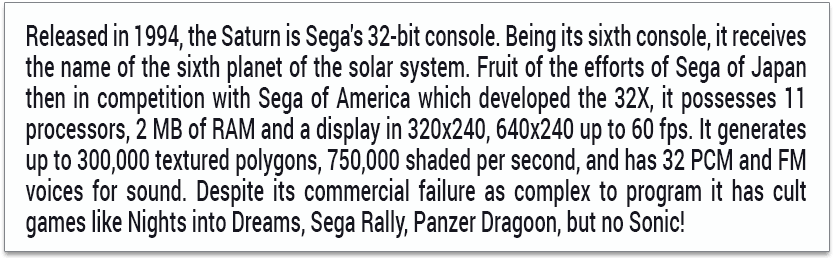 Released in 1994, the Saturn is Sega's 32-bit console. Being its sixth console, it receives
the name of the sixth planet of the solar system. Fruit of the efforts of Sega of Japan
then in competition with Sega of America which developed the 32X, it possesses 11
processors, 2 MB of RAM and a display in 320x240, 640x240 up to 60 fps. It generates
up to 300,000 textured polygons, 750,000 shaded per second, and has 32 PCM and FM
voices for sound. Despite its commercial failure as complex to program it has cult
games like Nights into Dreams, Sega Rally, Panzer Dragoon, but no Sonic!